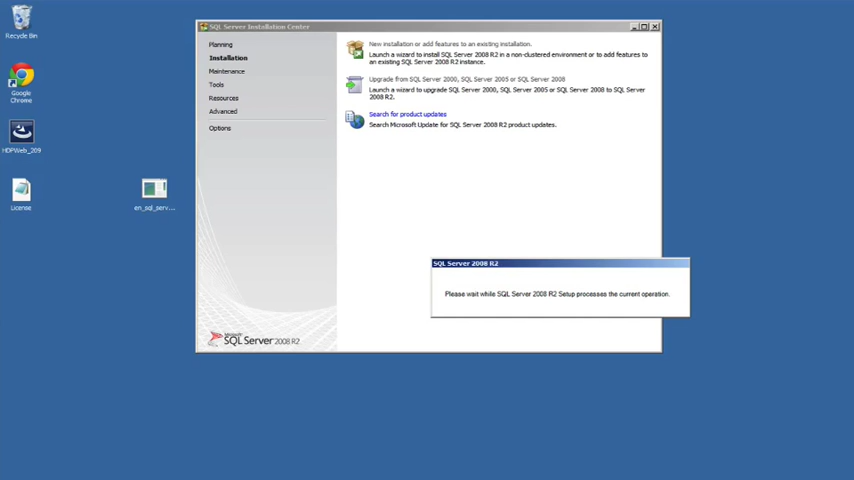 Recycle Bin
Google
Chrome
HDPWeb_209
License
en_sql_serv...
SQL Server Installation Center
Planning
Installation
Maintenance
Tools
Resources
Advanced
Options
New installation or add features to an existing installation.
Launch a wizard to install SQL Server 2008 R2 in a non-clustered environment or to add features to
an existing SQL Server 2008 R2 instance.
Upgrade from SQL Server 2000, SQL Server 2005 or SQL Server 2008
Launch a wizard to upgrade SQL Server 2000, SQL Server 2005 or SQL Server 2008 to SQL Server
2008 R2.
Search for product updates
Search Microsoft Update for SQL Server 2008 R2 product updates.
SQL Server 2008 R2
Please wait while SQL Server 2008 R2 Setup processes the current operation.
Microsoft
SQL Server 2008 R2